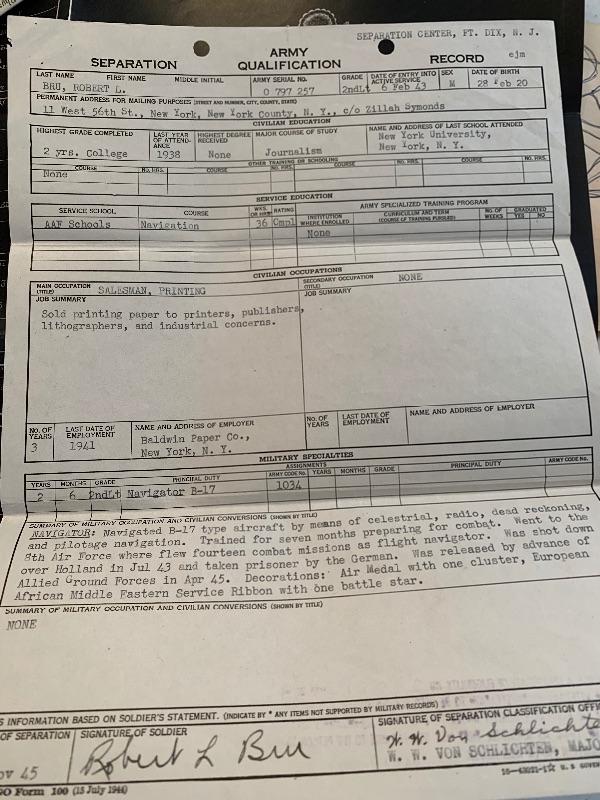 SEPARATION CENTER, FT. DIX, N. J.
ejm
ARMY
SEPARATION QUALIFICATION RECORD
LAST NAME FIRST NAME MIDDLE INITIAL ARMY SERIAL NO. GRADE DATE OF ENTRY INTO ACTIVE SERVICE SEX DATE OF BIRTH
BRU, ROBERT L. 0 797 257 2ndLt 6 Feb 43 M 28 Feb 20
PERMANENT ADDRESS FOR MAILING PURPOSES (STREET AND NUMBER, CITY, COUNTY, STATE)
11 West 56th St., New York, New York County, N. Y., c/o Zillah Symonds
CIVILIAN EDUCATION
HIGHEST GRADE COMPLETED LAST YEAR OF ATTENDANCE HIGHEST DEGREE RECEIVED MAJOR COURSE OF STUDY NAME AND ADDRESS OF LAST SCHOOL ATTENDED
2 yrs. College 1938 None Journalism New York University,
New York, N. Y.
OTHER TRAINING OR SCHOOLING
COURSE NO. HRS. COURSE NO. HRS. COURSE NO. HRS. COURSE NO. HRS.
None
SERVICE EDUCATION
SERVICE SCHOOL COURSE WKS. OR HRS. RATING ARMY SPECIALIZED TRAINING PROGRAM
INSTITUTION WHERE ENROLLED CURRICULUM AND TERM (COURSE OF TRAINING PURSUED) NO. OF WEEKS GRADUATED YES NO
AAF Schools Navigation 36 Cmpl None
CIVILIAN OCCUPATIONS
MAIN OCCUPATION (TITLE) SALESMAN, PRINTING SECONDARY OCCUPATION (TITLE) NONE
JOB SUMMARY JOB SUMMARY
Sold printing paper to printers, publishers,
lithographers, and industrial concerns.
NO. OF YEARS LAST DATE OF EMPLOYMENT NAME AND ADDRESS OF EMPLOYER NO. OF YEARS LAST DATE OF EMPLOYMENT NAME AND ADDRESS OF EMPLOYER
3 1941 Baldwin Paper Co.,
New York, N. Y.
MILITARY SPECIALTIES
ASSIGNMENTS
YEARS MONTHS GRADE PRINCIPAL DUTY ARMY CODE No. YEARS MONTHS GRADE PRINCIPAL DUTY ARMY CODE No.
2 6 2ndLt Navigator B-17 1034
SUMMARY OF MILITARY OCCUPATION AND CIVILIAN CONVERSIONS (SHOWN BY TITLE)
NAVIGATOR: Navigated B-17 type aircraft by means of celestial, radio, dead reckoning,
and pilotage navigation. Trained for seven months preparing for combat. Went to the
8th Air Force where flew fourteen combat missions as flight navigator. Was shot down
over Holland in Jul 43 and taken prisoner by the German. Was released by advance of
Allied Ground Forces in Apr 45. Decorations: Air Medal with one cluster, European
African Middle Eastern Service Ribbon with one battle star.
SUMMARY OF MILITARY OCCUPATION AND CIVILIAN CONVERSIONS (SHOWN BY TITLE)
NONE
S INFORMATION BASED ON SOLDIER'S STATEMENT. (INDICATE BY * ANY ITEMS NOT SUPPORTED BY MILITARY RECORDS)
OF SEPARATION SIGNATURE OF SOLDIER SIGNATURE OF SEPARATION CLASSIFICATION OFFI
Robert L Bru W. W. Von Schlichte
ov 45 W. W. VON SCHLICHTEN, MAJO
GO Form 100 (15 July 1944) 16-43071-1 U. S. GOVER